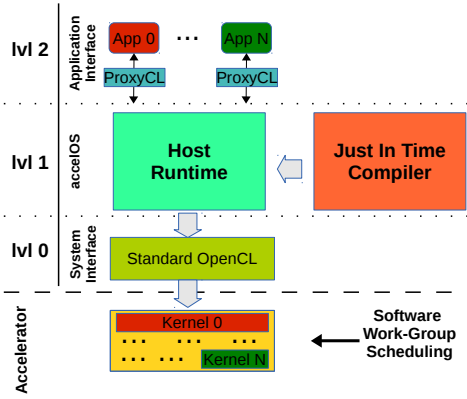 lvl 2
Application
Interface
App 0
...
App N
ProxyCL
ProxyCL
lvl 1
accelOS
Host
Runtime
Just In Time
Compiler
lvl 0
System
Interface
Standard OpenCL
Accelerator
Kernel 0
... ... ...
... ... Kernel N
Software
Work-Group
Scheduling